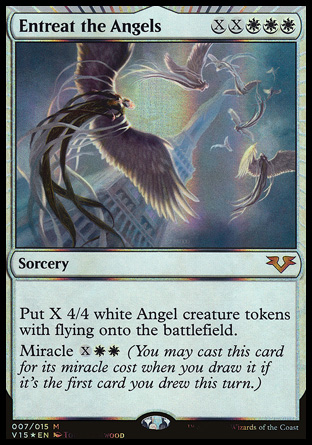 Entreat the Angels XX
Sorcery
Put X 4/4 white Angel creature tokens
with flying onto the battlefield.
Miracle X (You may cast this card
for its miracle cost when you draw it if
it's the first card you drew this turn.)
007/015 M
V15 EN
Wizards of the Coast